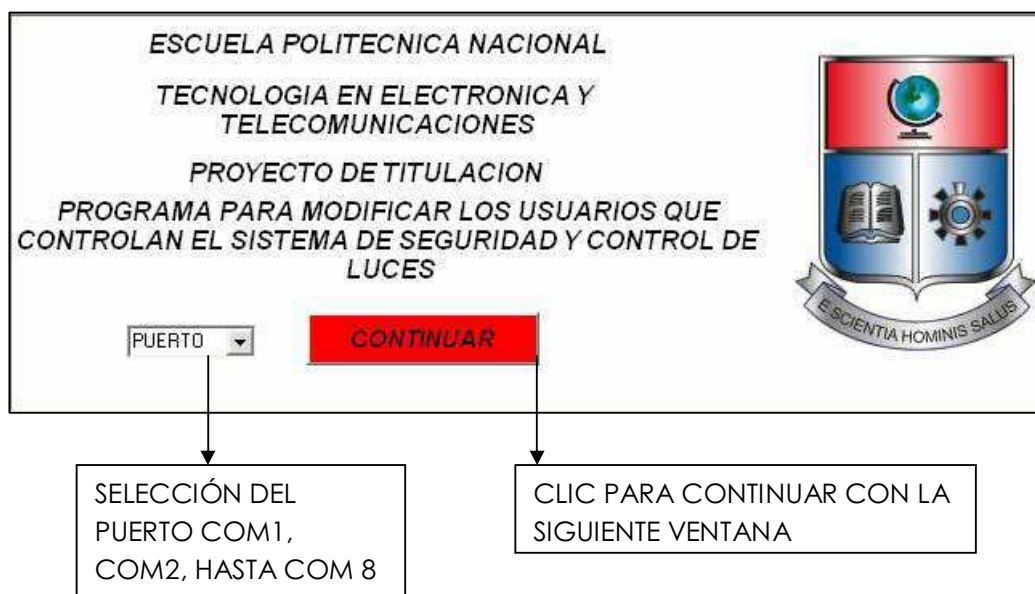 ESCUELA POLITECNICA NACIONAL
TECNOLOGIA EN ELECTRONICA Y
TELECOMUNICACIONES
PROYECTO DE TITULACION
PROGRAMA PARA MODIFICAR LOS USUARIOS QUE
CONTROLAN EL SISTEMA DE SEGURIDAD Y CONTROL DE
LUCES
E SCIENTIA HOMINIS SALUS
PUERTO
CONTINUAR
SELECCIÓN DEL
PUERTO COM1,
COM2, HASTA COM 8
CLIC PARA CONTINUAR CON LA
SIGUIENTE VENTANA